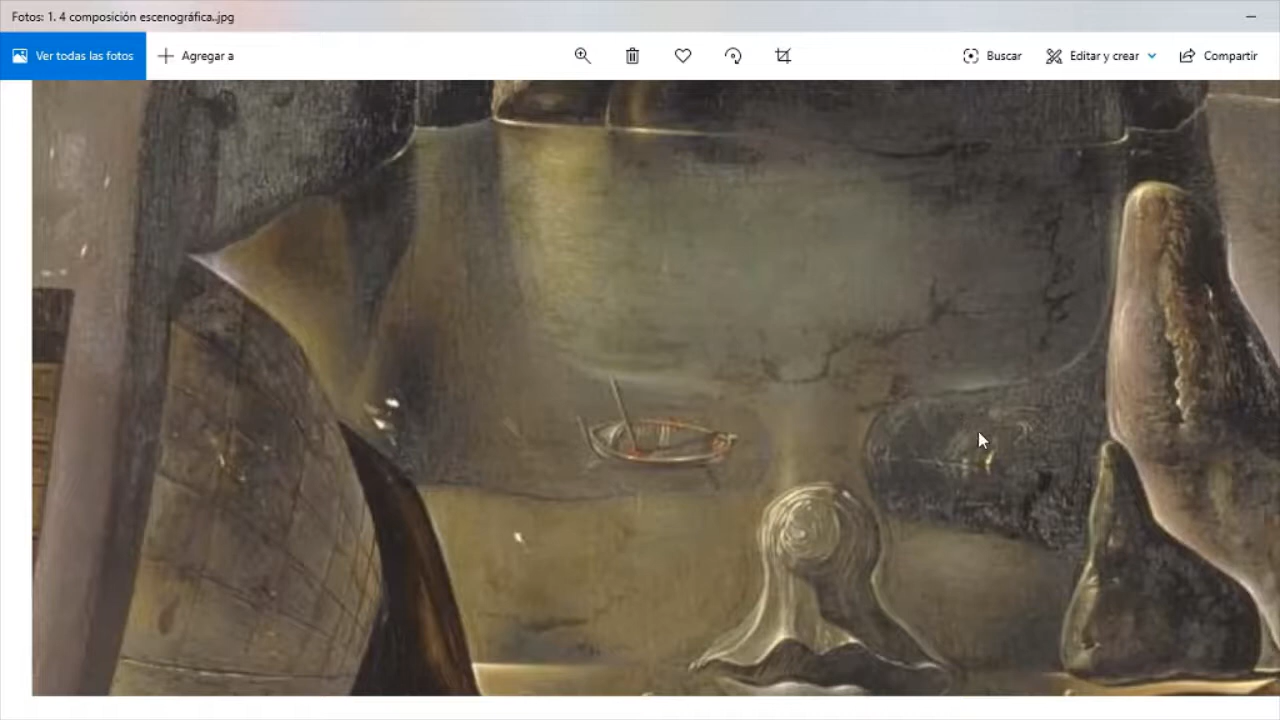 Fotos: 1. 4 composición escenográfica..jpg
Ver todas las fotos
Agregar a
Buscar
Editar y crear
Compartir